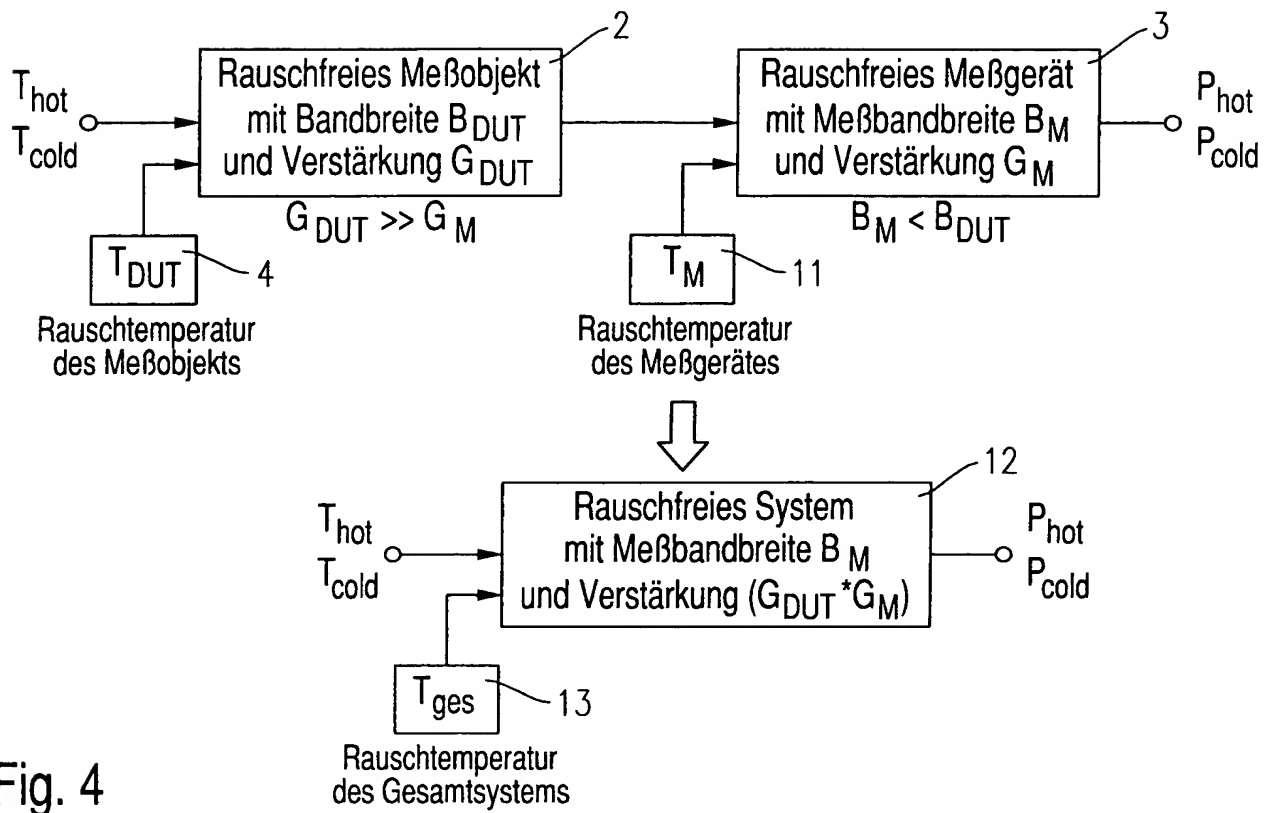 2
3
T_hot
T_cold
Rauschfreies Meßobjekt
mit Bandbreite B_DUT
und Verstärkung G_DUT
Rauschfreies Meßgerät
mit Meßbandbreite B_M
und Verstärkung G_M
P_hot
P_cold
G_DUT >> G_M
B_M < B_DUT
T_DUT
4
T_M
11
Rauschtemperatur
des Meßobjekts
Rauschtemperatur
des Meßgerätes
12
T_hot
T_cold
Rauschfreies System
mit Meßbandbreite B_M
und Verstärkung (G_DUT*G_M)
P_hot
P_cold
T_ges
13
Rauschtemperatur
des Gesamtsystems
Fig. 4